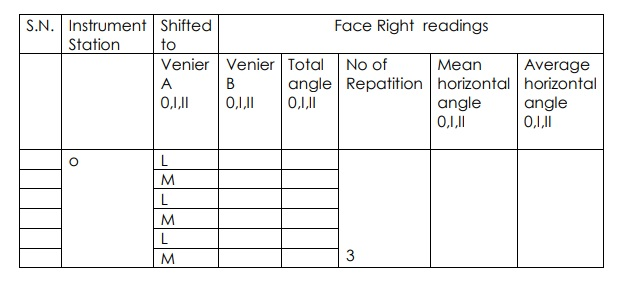 S.N. Instrument Station Shifted to Face Right readings
Venier A 0,I,II Venier B 0,I,II Total angle 0,I,II No of Repatition Mean horizontal angle 0,I,II Average horizontal angle 0,I,II
o L
M
L
M
L
M 3